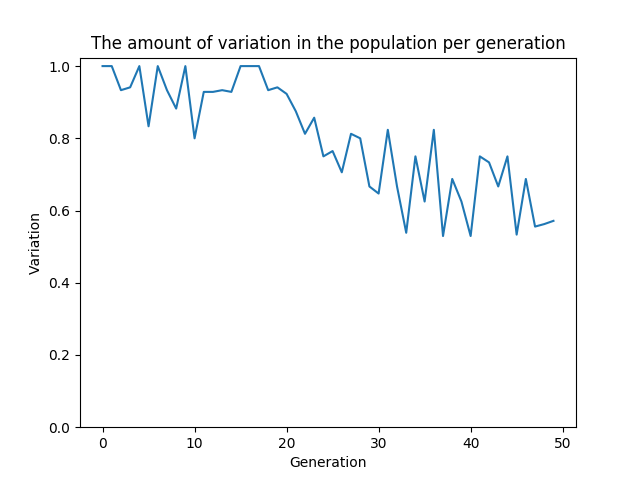 The amount of variation in the population per generation
1.0
0.8
0.6
0.4
0.2
0.0
Variation
0 10 20 30 40 50
Generation